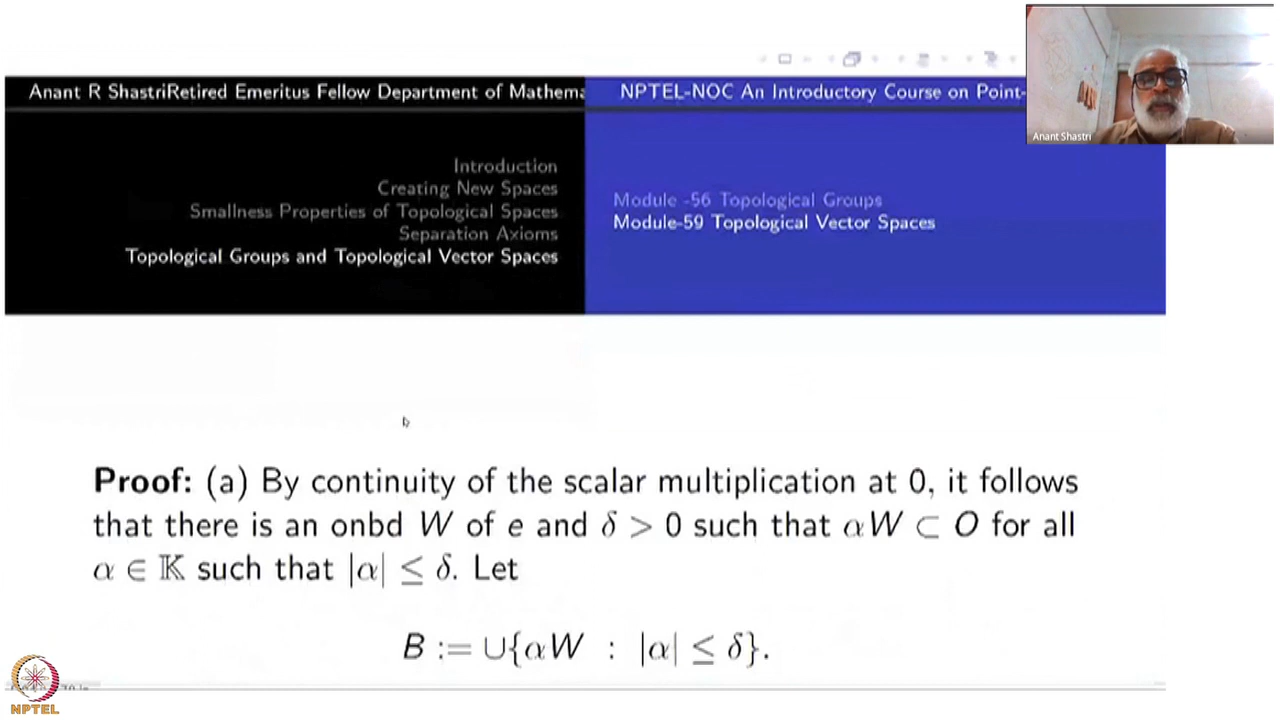 Anant R ShastriRetired Emeritus Fellow Department of Mathema
NPTEL-NOC An Introductory Course on Point-
Anant Shastri
Introduction
Creating New Spaces
Smallness Properties of Topological Spaces
Separation Axioms
Topological Groups and Topological Vector Spaces
Module -56 Topological Groups
Module-59 Topological Vector Spaces
Proof: (a) By continuity of the scalar multiplication at 0, it follows
that there is an onbd W of e and δ > 0 such that αW ⊂ O for all
α ∈ 𝕂 such that |α| ≤ δ. Let
B := ∪{αW : |α| ≤ δ}.
NPTEL